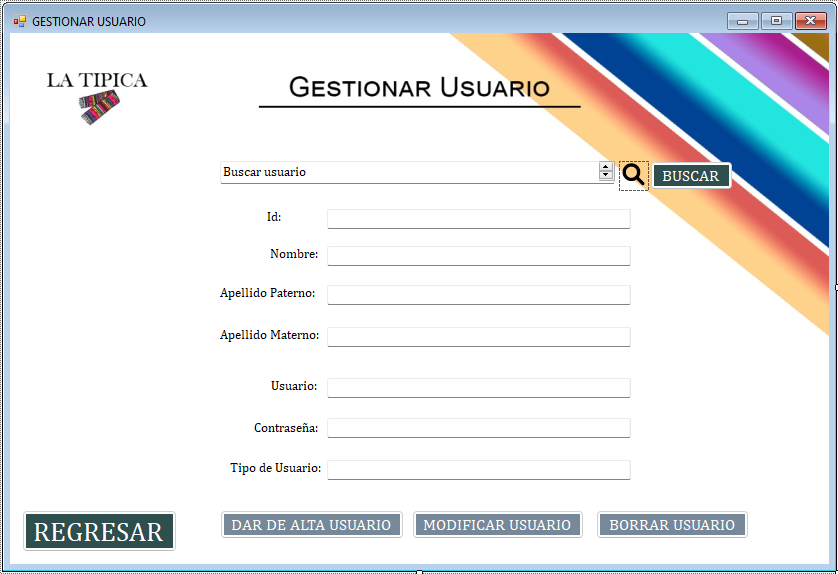 GESTIONAR USUARIO
LA TIPICA
GESTIONAR USUARIO
Buscar usuario
BUSCAR
Id:
Nombre:
Apellido Paterno:
Apellido Materno:
Usuario:
Contraseña:
Tipo de Usuario:
REGRESAR
DAR DE ALTA USUARIO
MODIFICAR USUARIO
BORRAR USUARIO